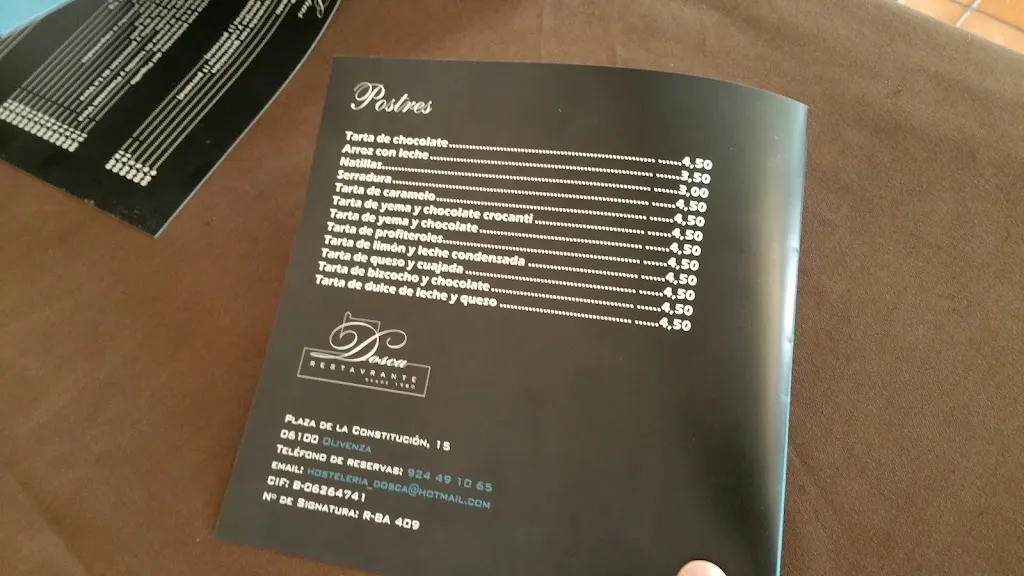 Postres
Tarta de chocolate 4,50
Arroz con leche 3,50
Natillas 3,00
Serradura 4,50
Tarta de caramelo 4,50
Tarta de yema y chocolate crocanti 4,50
Tarta de yema y chocolate 4,50
Tarta de profiteroles 4,50
Tarta de limón y leche condensada 4,50
Tarta de queso y cuajada 4,50
Tarta de bizcocho y chocolate 4,50
Tarta de dulce de leche y queso 4,50
Dosca
RESTAVRANTE
Plaza de la Constitución, 15
06100 Olivenza
Teléfono de reservas: 924 49 10 65
email: hosteleria_dosca@hotmail.com
CIF: B-06264741
Nº de Signatura: R-BA 409